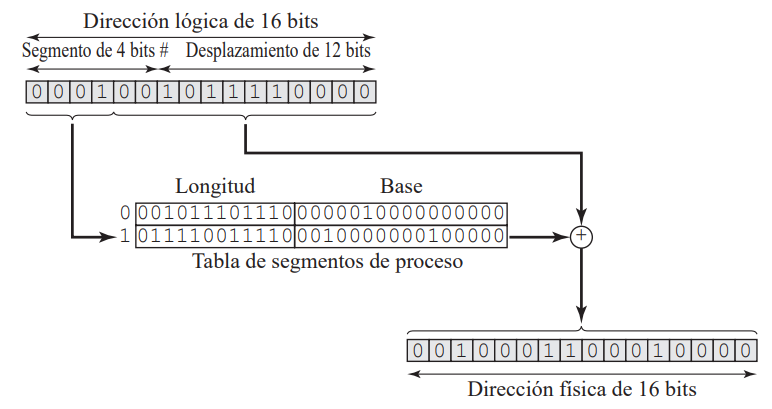 Dirección lógica de 16 bits
Segmento de 4 bits # Desplazamiento de 12 bits
0 0 0 1 0 0 1 0 1 1 1 1 0 0 0 0
Longitud Base
0 001011101110 0000010000000000
1 011110011110 0010000000100000
Tabla de segmentos de proceso
+
0 0 1 0 0 0 1 1 0 0 0 1 0 0 0 0
Dirección física de 16 bits